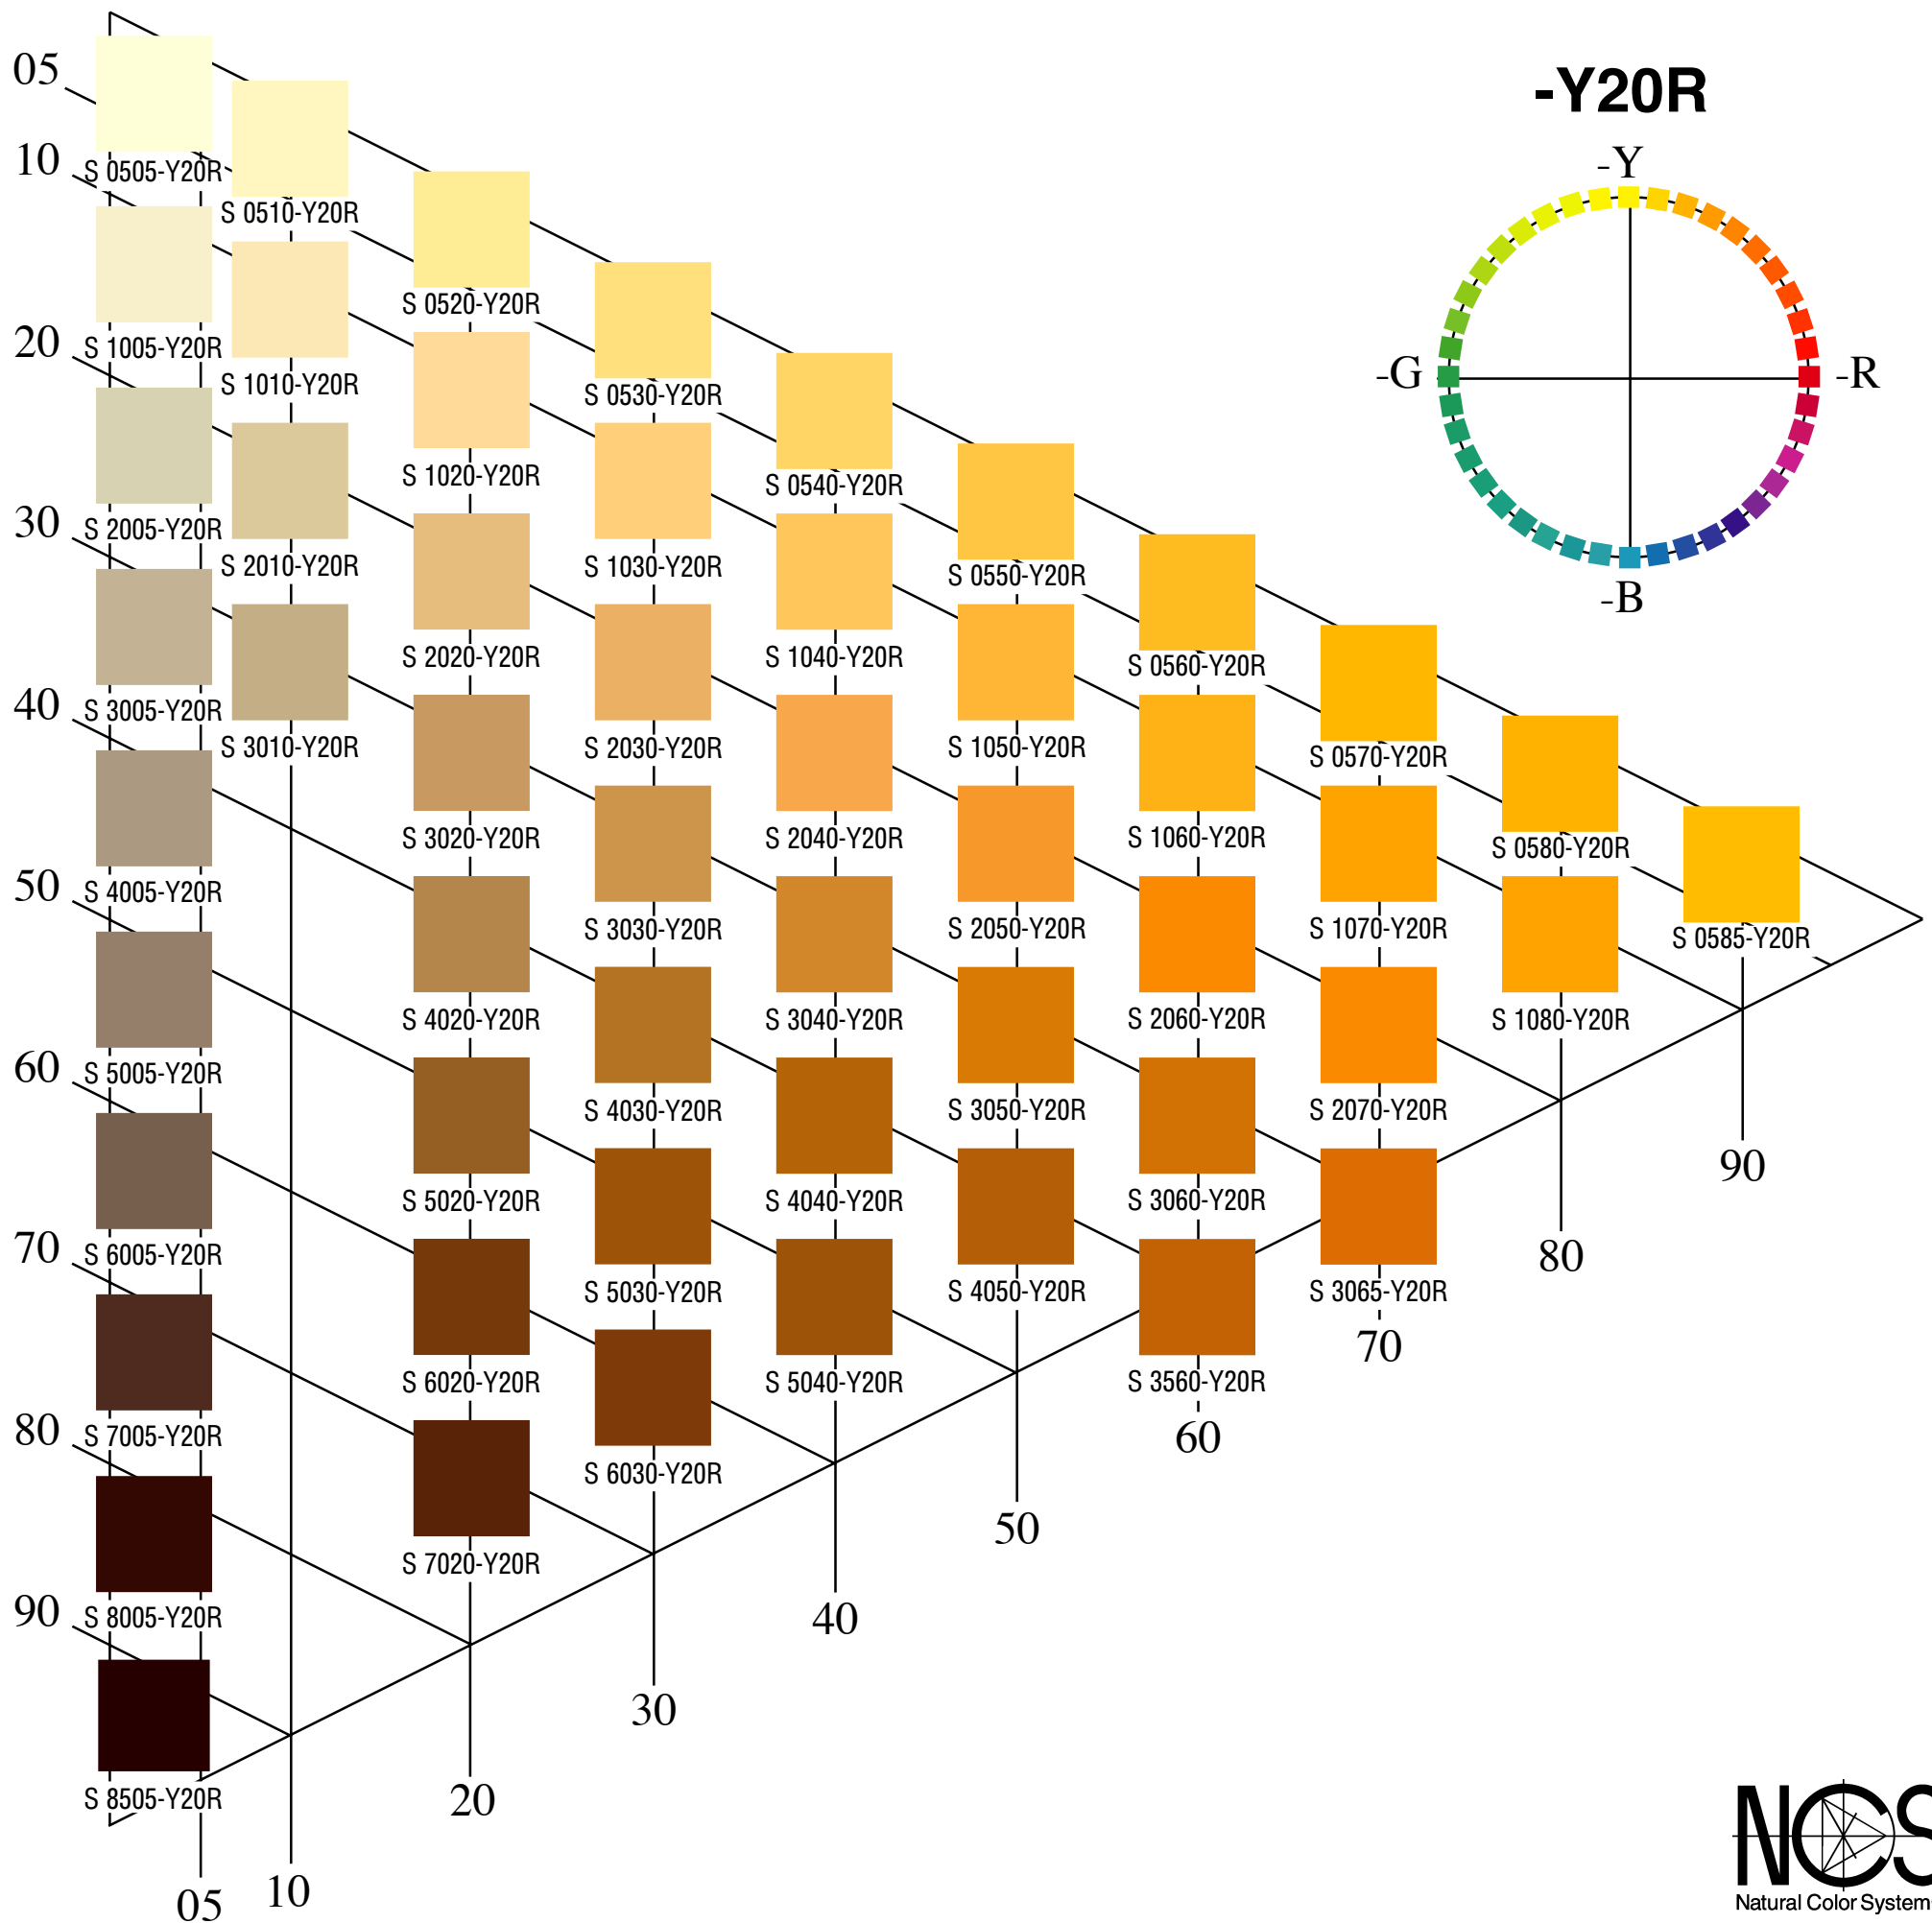 -Y20R
-Y
-G
-R
-B
05
10
20
30
40
50
60
70
80
90
S 0505-Y20R
S 1005-Y20R
S 2005-Y20R
S 3005-Y20R
S 4005-Y20R
S 5005-Y20R
S 6005-Y20R
S 7005-Y20R
S 8005-Y20R
S 8505-Y20R
S 0510-Y20R
S 1010-Y20R
S 2010-Y20R
S 3010-Y20R
S 0520-Y20R
S 1020-Y20R
S 2020-Y20R
S 3020-Y20R
S 4020-Y20R
S 5020-Y20R
S 6020-Y20R
S 7020-Y20R
S 0530-Y20R
S 1030-Y20R
S 2030-Y20R
S 3030-Y20R
S 4030-Y20R
S 5030-Y20R
S 6030-Y20R
S 0540-Y20R
S 1040-Y20R
S 2040-Y20R
S 3040-Y20R
S 4040-Y20R
S 5040-Y20R
S 0550-Y20R
S 1050-Y20R
S 2050-Y20R
S 3050-Y20R
S 4050-Y20R
S 0560-Y20R
S 1060-Y20R
S 2060-Y20R
S 3060-Y20R
S 3560-Y20R
S 0570-Y20R
S 1070-Y20R
S 2070-Y20R
S 3065-Y20R
S 0580-Y20R
S 1080-Y20R
S 0585-Y20R
05
10
20
30
40
50
60
70
80
90
NCS
Natural Color System